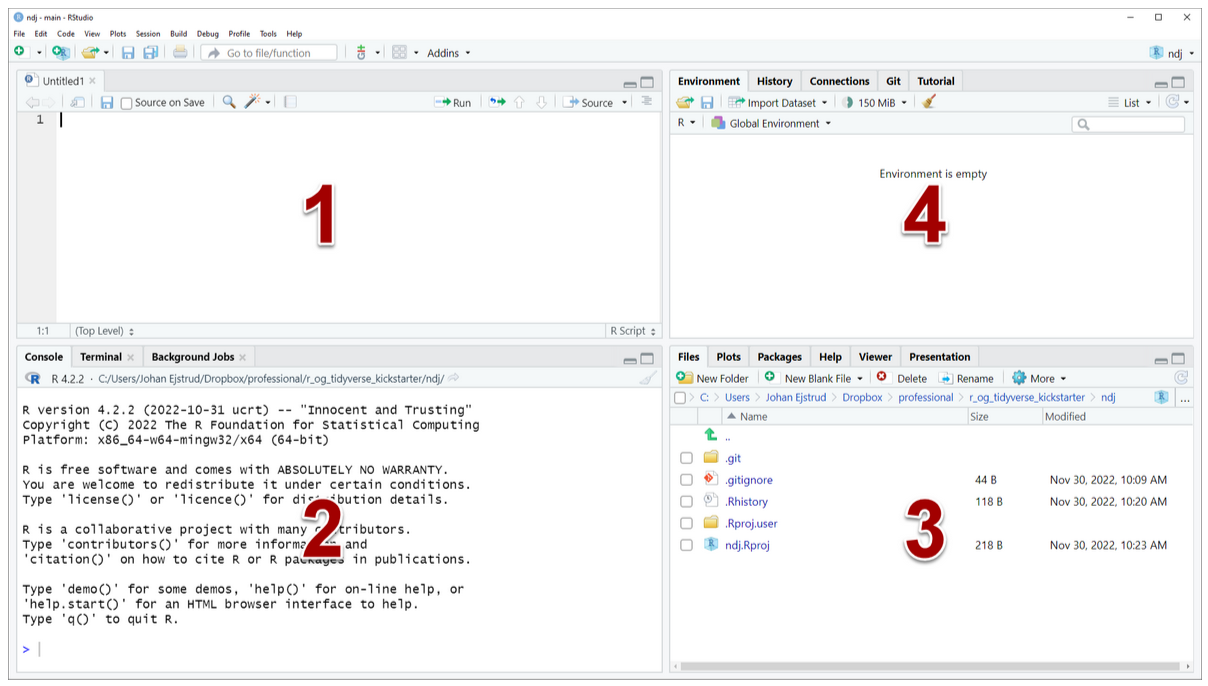 ndj - main - RStudio
File Edit Code View Plots Session Build Debug Profile Tools Help
Go to file/function Addins ndj
Untitled1
Source on Save Run Source
1
1
1:1 (Top Level) R Script
Console Terminal Background Jobs
R 4.2.2 · C:/Users/Johan Ejstrud/Dropbox/professional/r_og_tidyverse_kickstarter/ndj/
R version 4.2.2 (2022-10-31 ucrt) -- "Innocent and Trusting"
Copyright (C) 2022 The R Foundation for Statistical Computing
Platform: x86_64-w64-mingw32/x64 (64-bit)
R is free software and comes with ABSOLUTELY NO WARRANTY.
You are welcome to redistribute it under certain conditions.
Type 'license()' or 'licence()' for distribution details.
R is a collaborative project with many contributors.
Type 'contributors()' for more information and
'citation()' on how to cite R or R packages in publications.
Type 'demo()' for some demos, 'help()' for on-line help, or
'help.start()' for an HTML browser interface to help.
Type 'q()' to quit R.
>
2
Environment History Connections Git Tutorial
Import Dataset 150 MiB List
R Global Environment
Environment is empty
4
Files Plots Packages Help Viewer Presentation
New Folder New Blank File Delete Rename More
C: > Users > Johan Ejstrud > Dropbox > professional > r_og_tidyverse_kickstarter > ndj ...
Name Size Modified
..
.git
.gitignore 44 B Nov 30, 2022, 10:09 AM
.Rhistory 118 B Nov 30, 2022, 10:20 AM
.Rproj.user
ndj.Rproj 218 B Nov 30, 2022, 10:23 AM
3